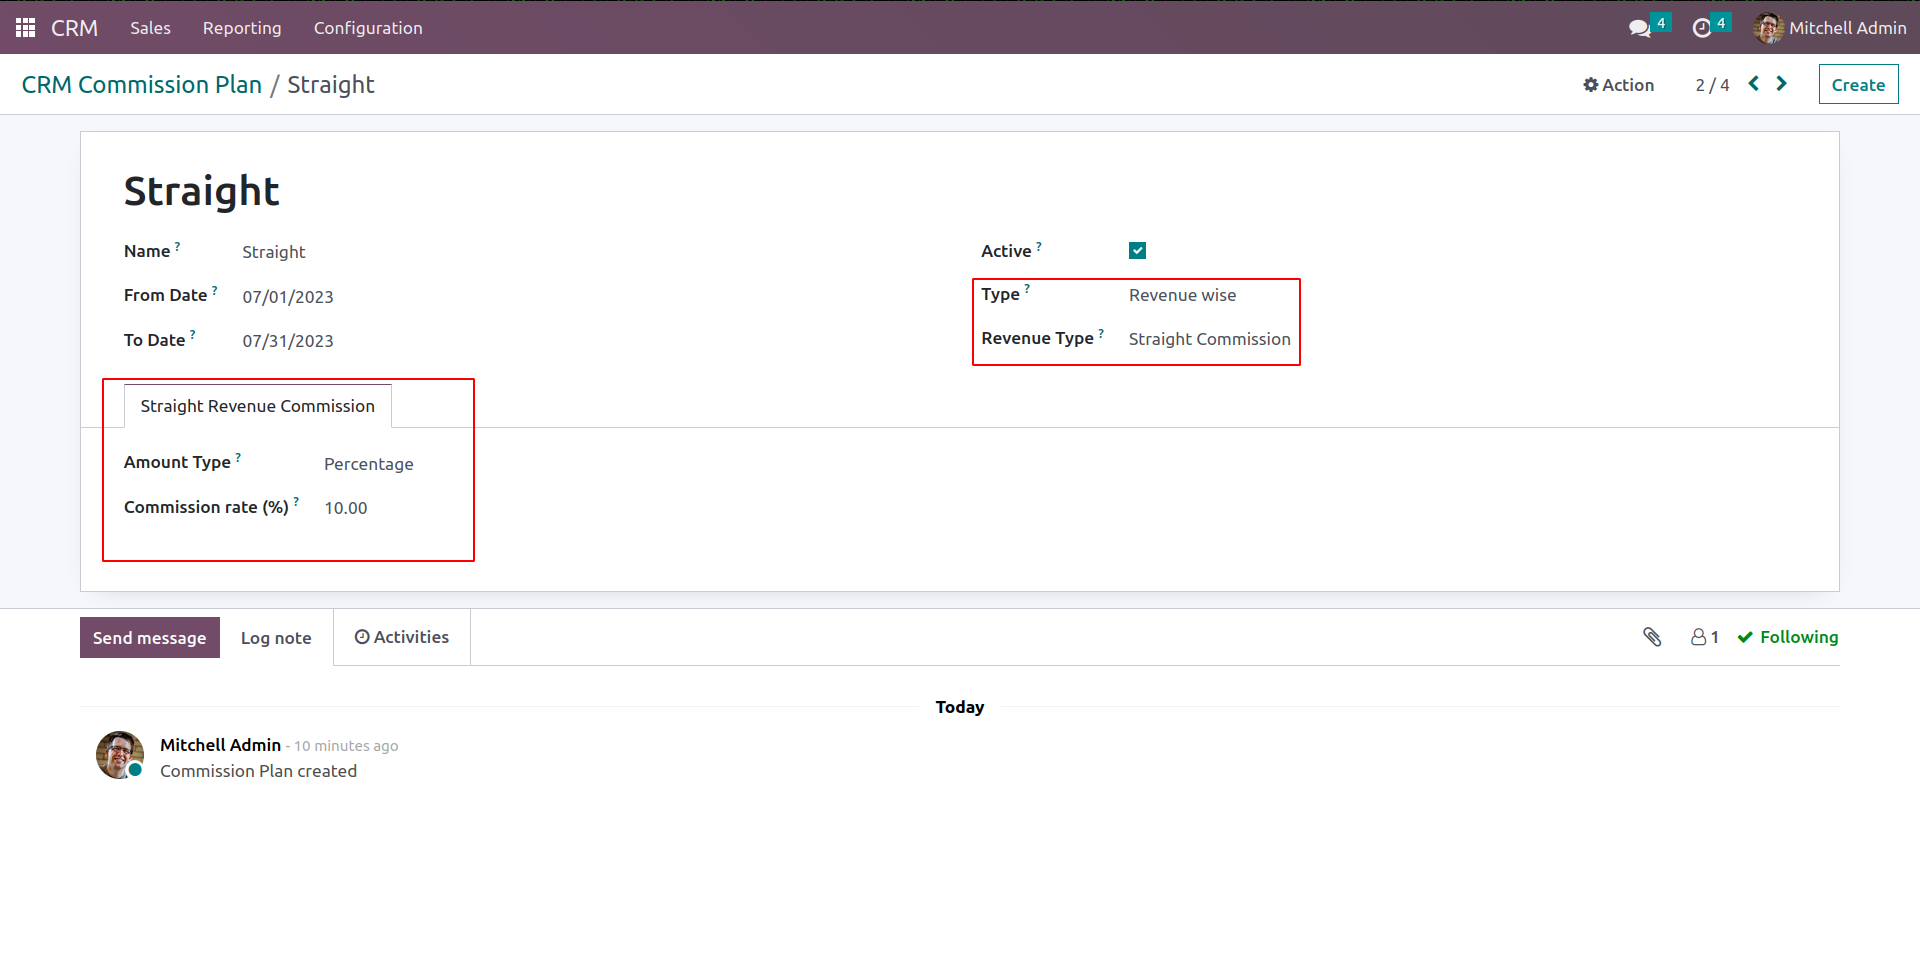 CRM Sales Reporting Configuration 4 4 Mitchell Admin
CRM Commission Plan / Straight Action 2 / 4 Create
Straight
Name ? Straight Active ?
From Date ? 07/01/2023 Type ? Revenue wise
To Date ? 07/31/2023 Revenue Type ? Straight Commission
Straight Revenue Commission
Amount Type ? Percentage
Commission rate (%) ? 10.00
Send message Log note Activities 1 Following
Today
Mitchell Admin - 10 minutes ago
Commission Plan created